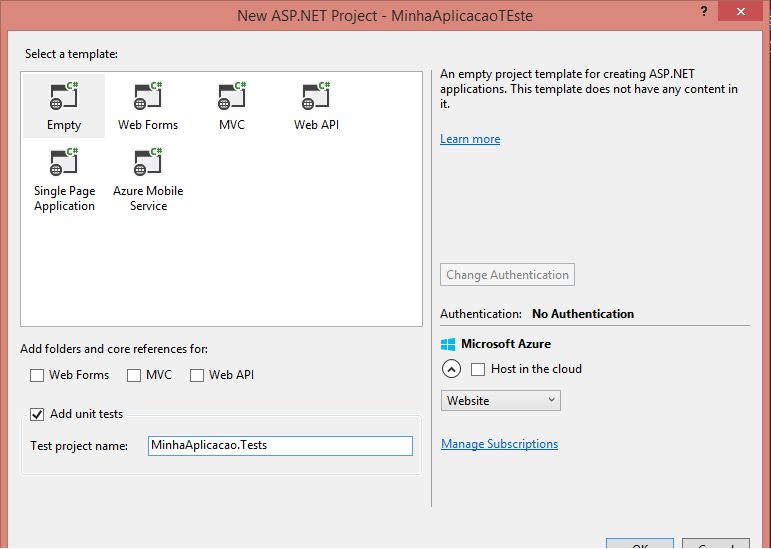 New ASP.NET Project - MinhaAplicacaoTEste
?
Select a template:
C#
C#
C#
C#
Empty
Web Forms
MVC
Web API
C#
C#
Single Page
Application
Azure Mobile
Service
An empty project template for creating ASP.NET
applications. This template does not have any content in
it.
Learn more
Change Authentication
Authentication: No Authentication
Microsoft Azure
Host in the cloud
Website
Manage Subscriptions
Add folders and core references for:
Web Forms
MVC
Web API
Add unit tests
Test project name:
MinhaAplicacao.Tests